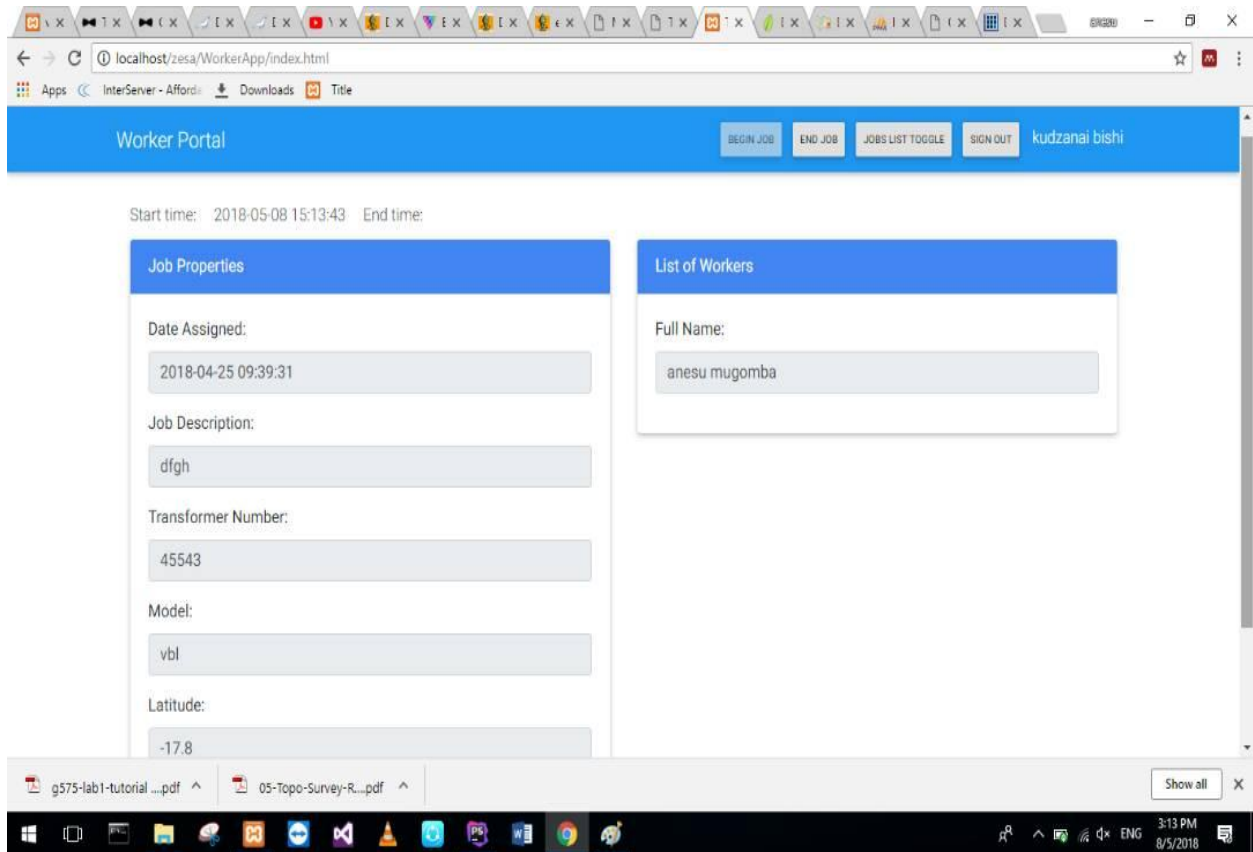 localhost/zesa/WorkerApp/index.html
Apps InterServer - Afforda Downloads Title
Worker Portal BEGIN JOB END JOB JOBS LIST TOGGLE SIGN OUT kudzanai bishi
Start time: 2018-05-08 15:13:43 End time:
Job Properties
Date Assigned:
2018-04-25 09:39:31
Job Description:
dfgh
Transformer Number:
45543
Model:
vbl
Latitude:
-17.8
List of Workers
Full Name:
anesu mugomba
g575-lab1-tutorial ....pdf 05-Topo-Survey-R....pdf Show all
ENG 3:13 PM
8/5/2018